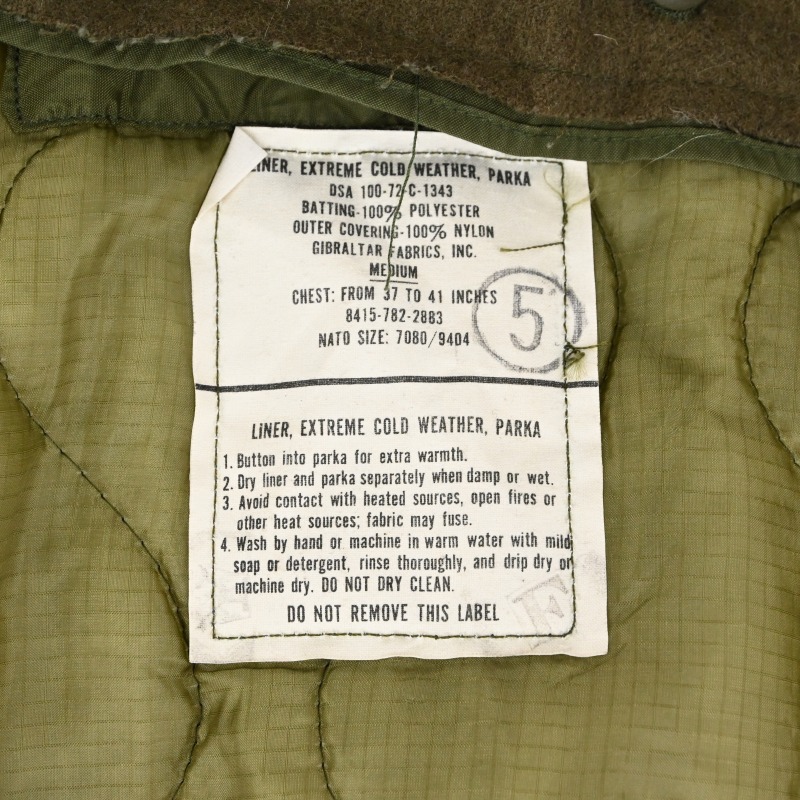 LINER, EXTREME COLD WEATHER, PARKA
DSA 100-72-C-1343
BATTING-100% POLYESTER
OUTER COVERING-100% NYLON
GIBRALTAR FABRICS, INC.
MEDIUM
CHEST: FROM 37 TO 41 INCHES
8415-782-2883
NATO SIZE: 7080/9404
5
LINER, EXTREME COLD WEATHER, PARKA
1. Button into parka for extra warmth.
2. Dry liner and parka separately when damp or wet.
3. Avoid contact with heated sources, open fires or
other heat sources; fabric may fuse.
4. Wash by hand or machine in warm water with mild
soap or detergent, rinse thoroughly, and drip dry or
machine dry. DO NOT DRY CLEAN.
DO NOT REMOVE THIS LABEL